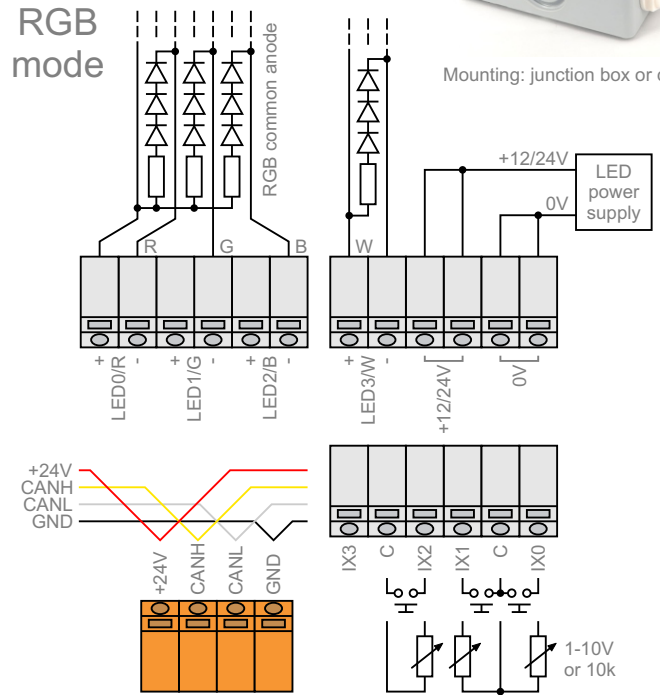 RGB
mode
RGB common anode
Mounting: junction box or
+12/24V
0V
LED
power
supply
R
G
B
W
+
-
+
-
+
-
+
-
LED0/R
LED1/G
LED2/B
LED3/W
+12/24V
0V
+24V
CANH
CANL
GND
+24V
CANH
CANL
GND
IX3
C
IX2
IX1
C
IX0
1-10V
or 10k